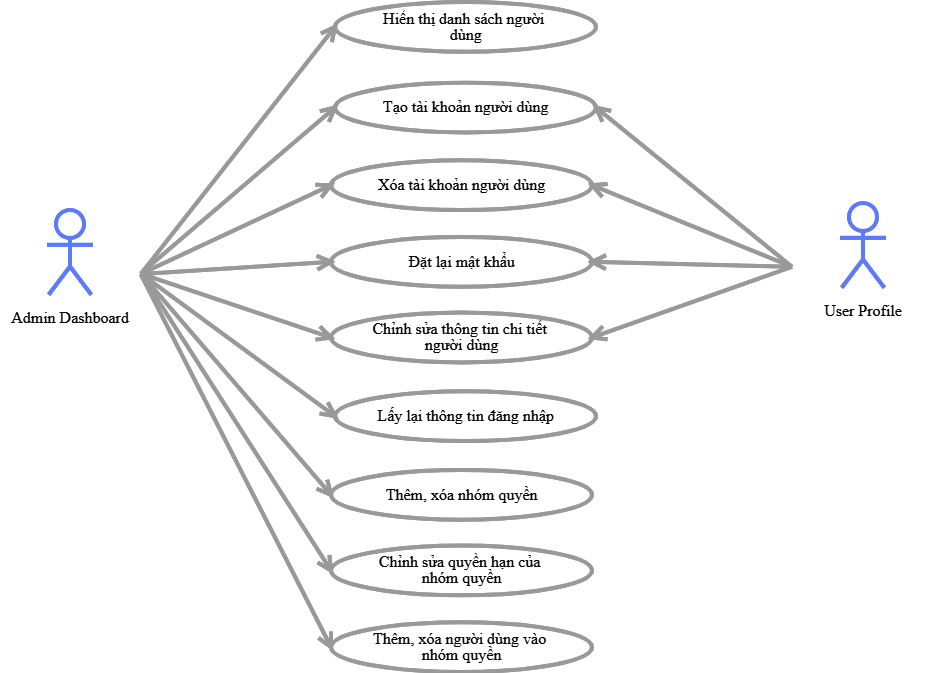 Hiển thị danh sách người
dùng
Tạo tài khoản người dùng
Xóa tài khoản người dùng
Đặt lại mật khẩu
Admin Dashboard
User Profile
Chỉnh sửa thông tin chi tiết
người dùng
Lấy lại thông tin đăng nhập
Thêm, xóa nhóm quyền
Chỉnh sửa quyền hạn của
nhóm quyền
Thêm, xóa người dùng vào
nhóm quyền